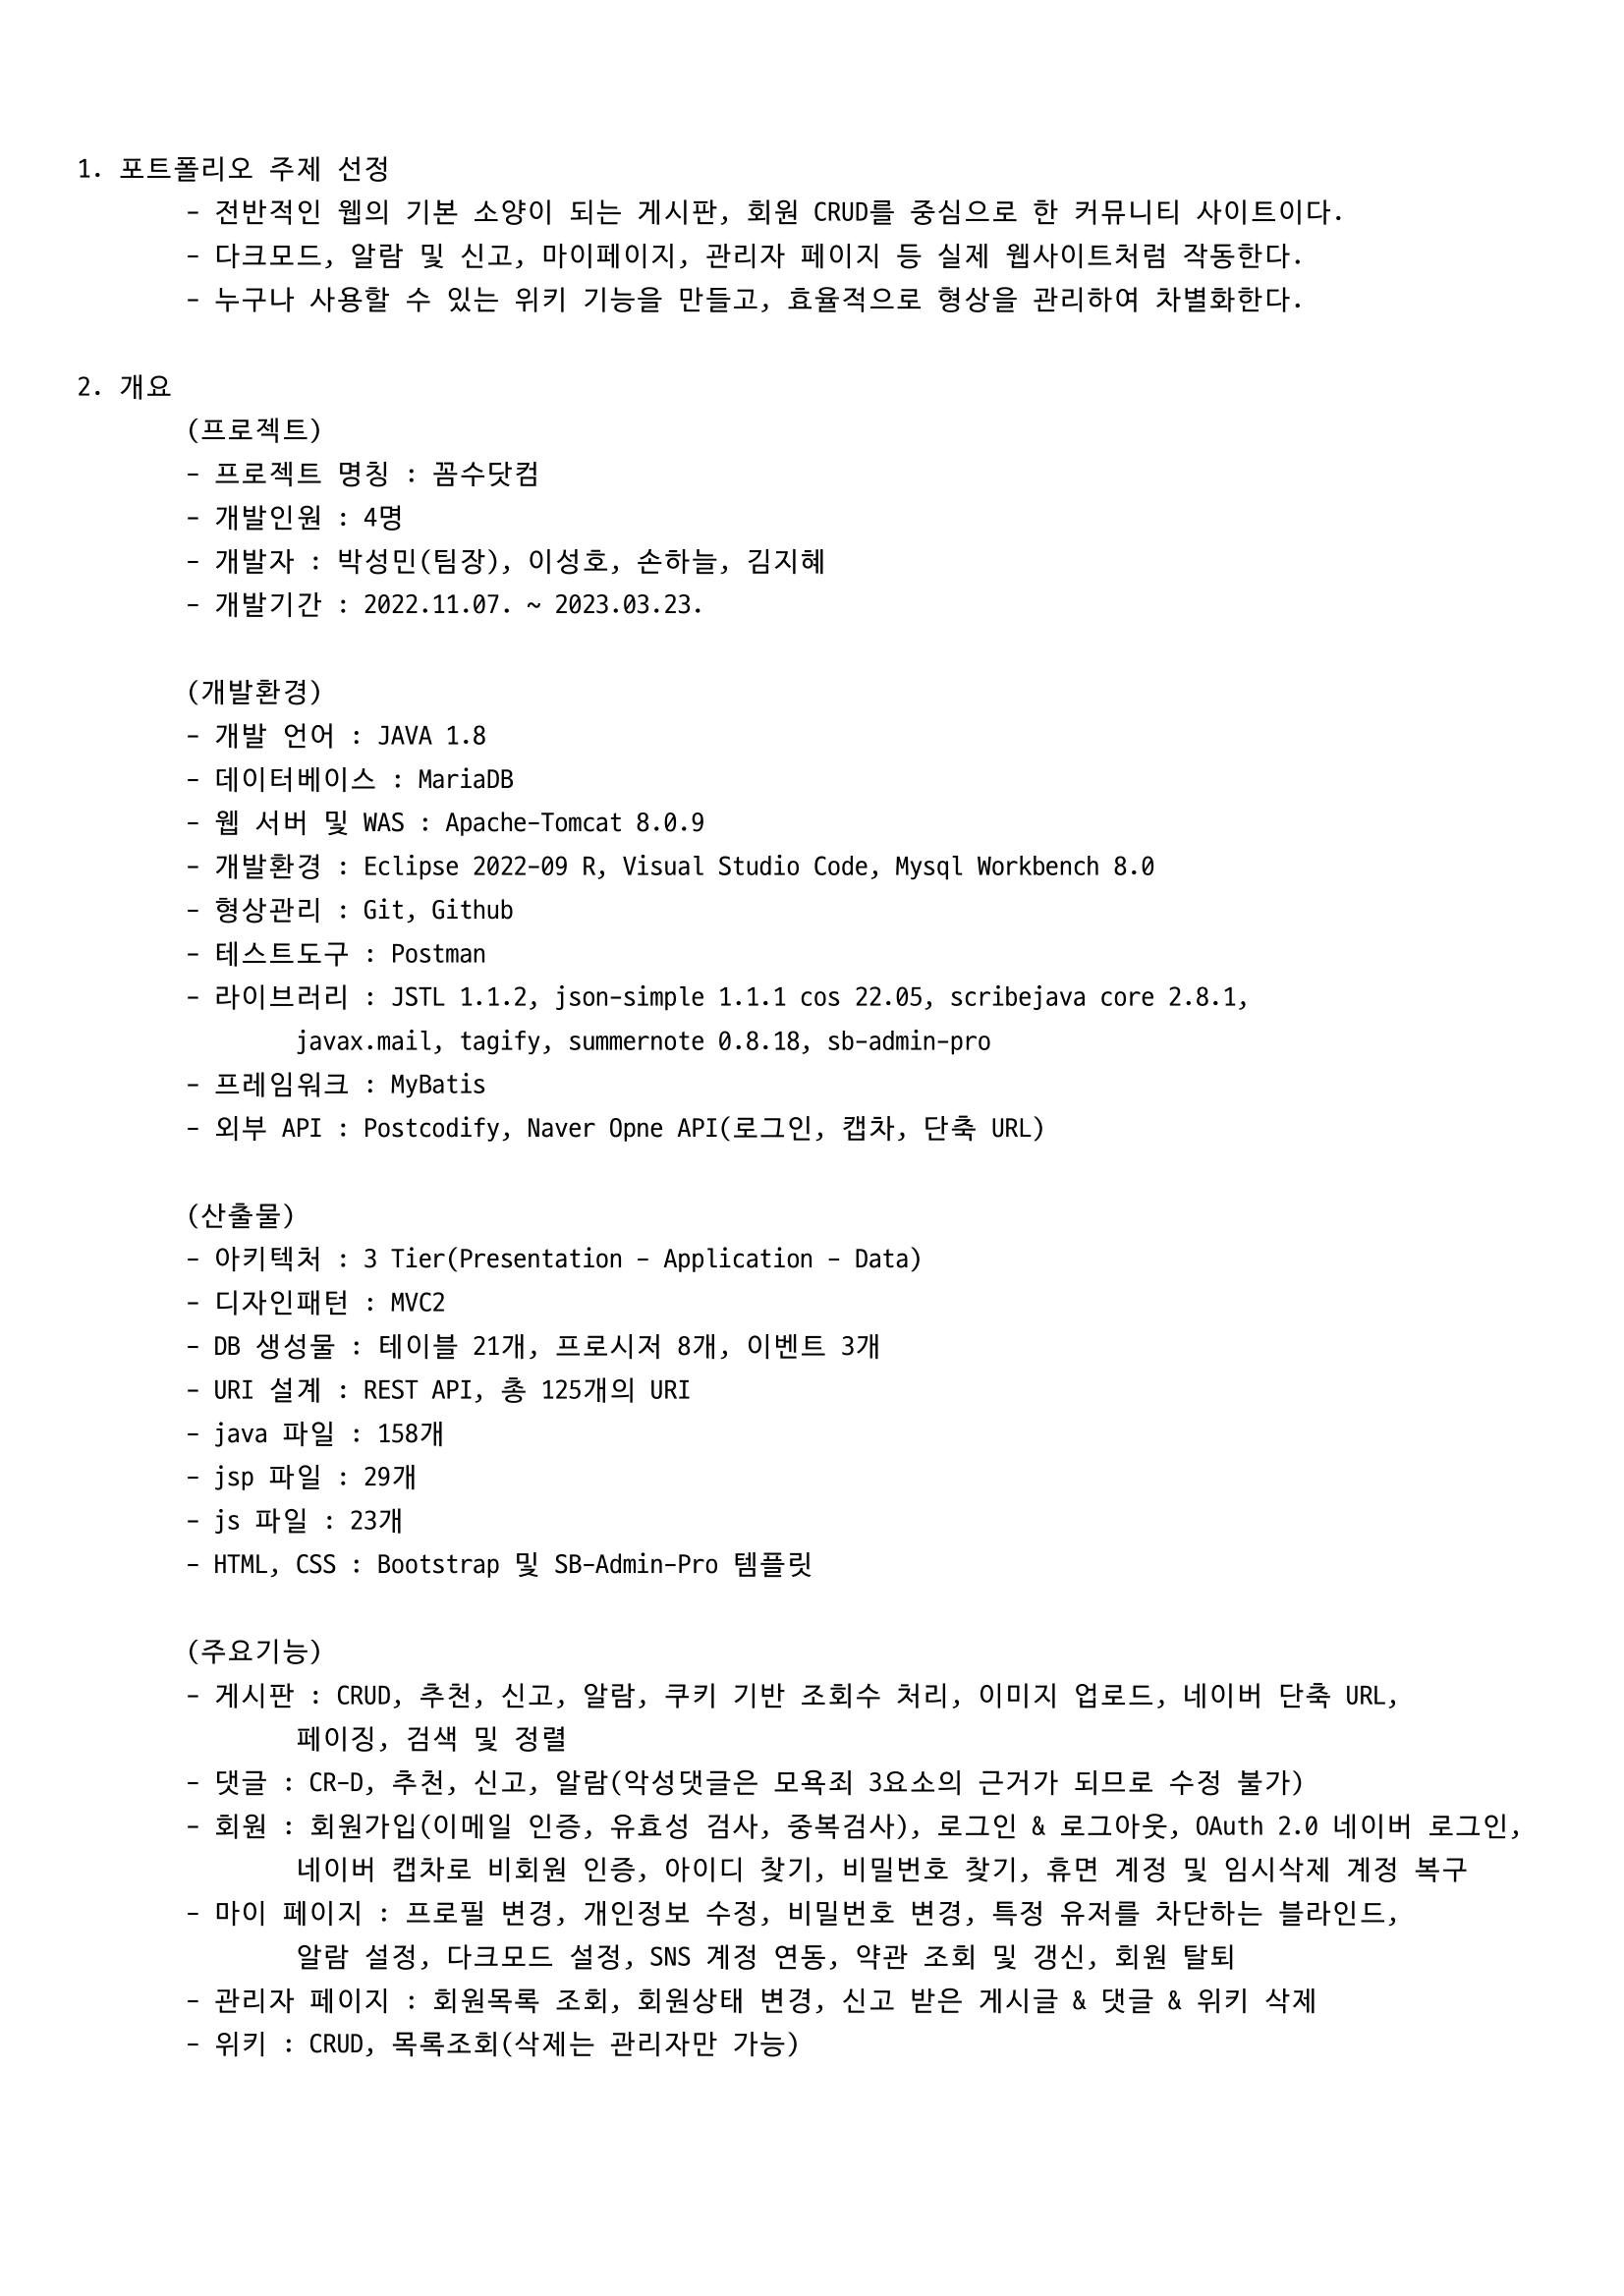 1. 포트폴리오 주제 선정
- 전반적인 웹의 기본 소양이 되는 게시판, 회원 CRUD를 중심으로 한 커뮤니티 사이트이다.
- 다크모드, 알람 및 신고, 마이페이지, 관리자 페이지 등 실제 웹사이트처럼 작동한다.
- 누구나 사용할 수 있는 위키 기능을 만들고, 효율적으로 형상을 관리하여 차별화한다.
2. 개요
(프로젝트)
- 프로젝트 명칭 : 꼼수닷컴
- 개발인원 : 4명
- 개발자 : 박성민(팀장), 이성호, 손하늘, 김지혜
- 개발기간 : 2022.11.07. ~ 2023.03.23.
(개발환경)
- 개발 언어 : JAVA 1.8
- 데이터베이스 : MariaDB
- 웹 서버 및 WAS : Apache-Tomcat 8.0.9
- 개발환경 : Eclipse 2022-09 R, Visual Studio Code, Mysql Workbench 8.0
- 형상관리 : Git, Github
- 테스트도구 : Postman
- 라이브러리 : JSTL 1.1.2, json-simple 1.1.1 cos 22.05, scribejava core 2.8.1,
javax.mail, tagify, summernote 0.8.18, sb-admin-pro
- 프레임워크 : MyBatis
- 외부 API : Postcodify, Naver Opne API(로그인, 캡차, 단축 URL)
(산출물)
- 아키텍처 : 3 Tier(Presentation - Application - Data)
- 디자인패턴 : MVC2
- DB 생성물 : 테이블 21개, 프로시저 8개, 이벤트 3개
- URI 설계 : REST API, 총 125개의 URI
- java 파일 : 158개
- jsp 파일 : 29개
- js 파일 : 23개
- HTML, CSS : Bootstrap 및 SB-Admin-Pro 템플릿
(주요기능)
- 게시판 : CRUD, 추천, 신고, 알람, 쿠키 기반 조회수 처리, 이미지 업로드, 네이버 단축 URL,
페이징, 검색 및 정렬
- 댓글 : CR-D, 추천, 신고, 알람(악성댓글은 모욕죄 3요소의 근거가 되므로 수정 불가)
- 회원 : 회원가입(이메일 인증, 유효성 검사, 중복검사), 로그인 & 로그아웃, OAuth 2.0 네이버 로그인,
네이버 캡차로 비회원 인증, 아이디 찾기, 비밀번호 찾기, 휴면 계정 및 임시삭제 계정 복구
- 마이 페이지 : 프로필 변경, 개인정보 수정, 비밀번호 변경, 특정 유저를 차단하는 블라인드,
알람 설정, 다크모드 설정, SNS 계정 연동, 약관 조회 및 갱신, 회원 탈퇴
- 관리자 페이지 : 회원목록 조회, 회원상태 변경, 신고 받은 게시글 & 댓글 & 위키 삭제
- 위키 : CRUD, 목록조회(삭제는 관리자만 가능)